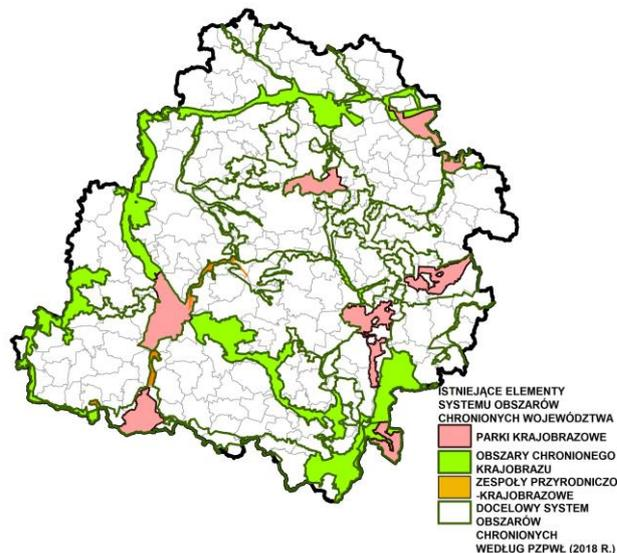 ISTNIEJĄCE ELEMENTY
SYSTEMU OBSZARÓW
CHRONIONYCH WOJEWÓDZTWA
PARKI KRAJOBRAZOWE
OBSZARY CHRONIONEGO
KRAJOBRAZU
ZESPOŁY PRZYRODNICZO
-KRAJOBRAZOWE
DOCELOWY SYSTEM
OBSZARÓW
CHRONIONYCH
WEDŁUG PZPWŁ (2018 R.)